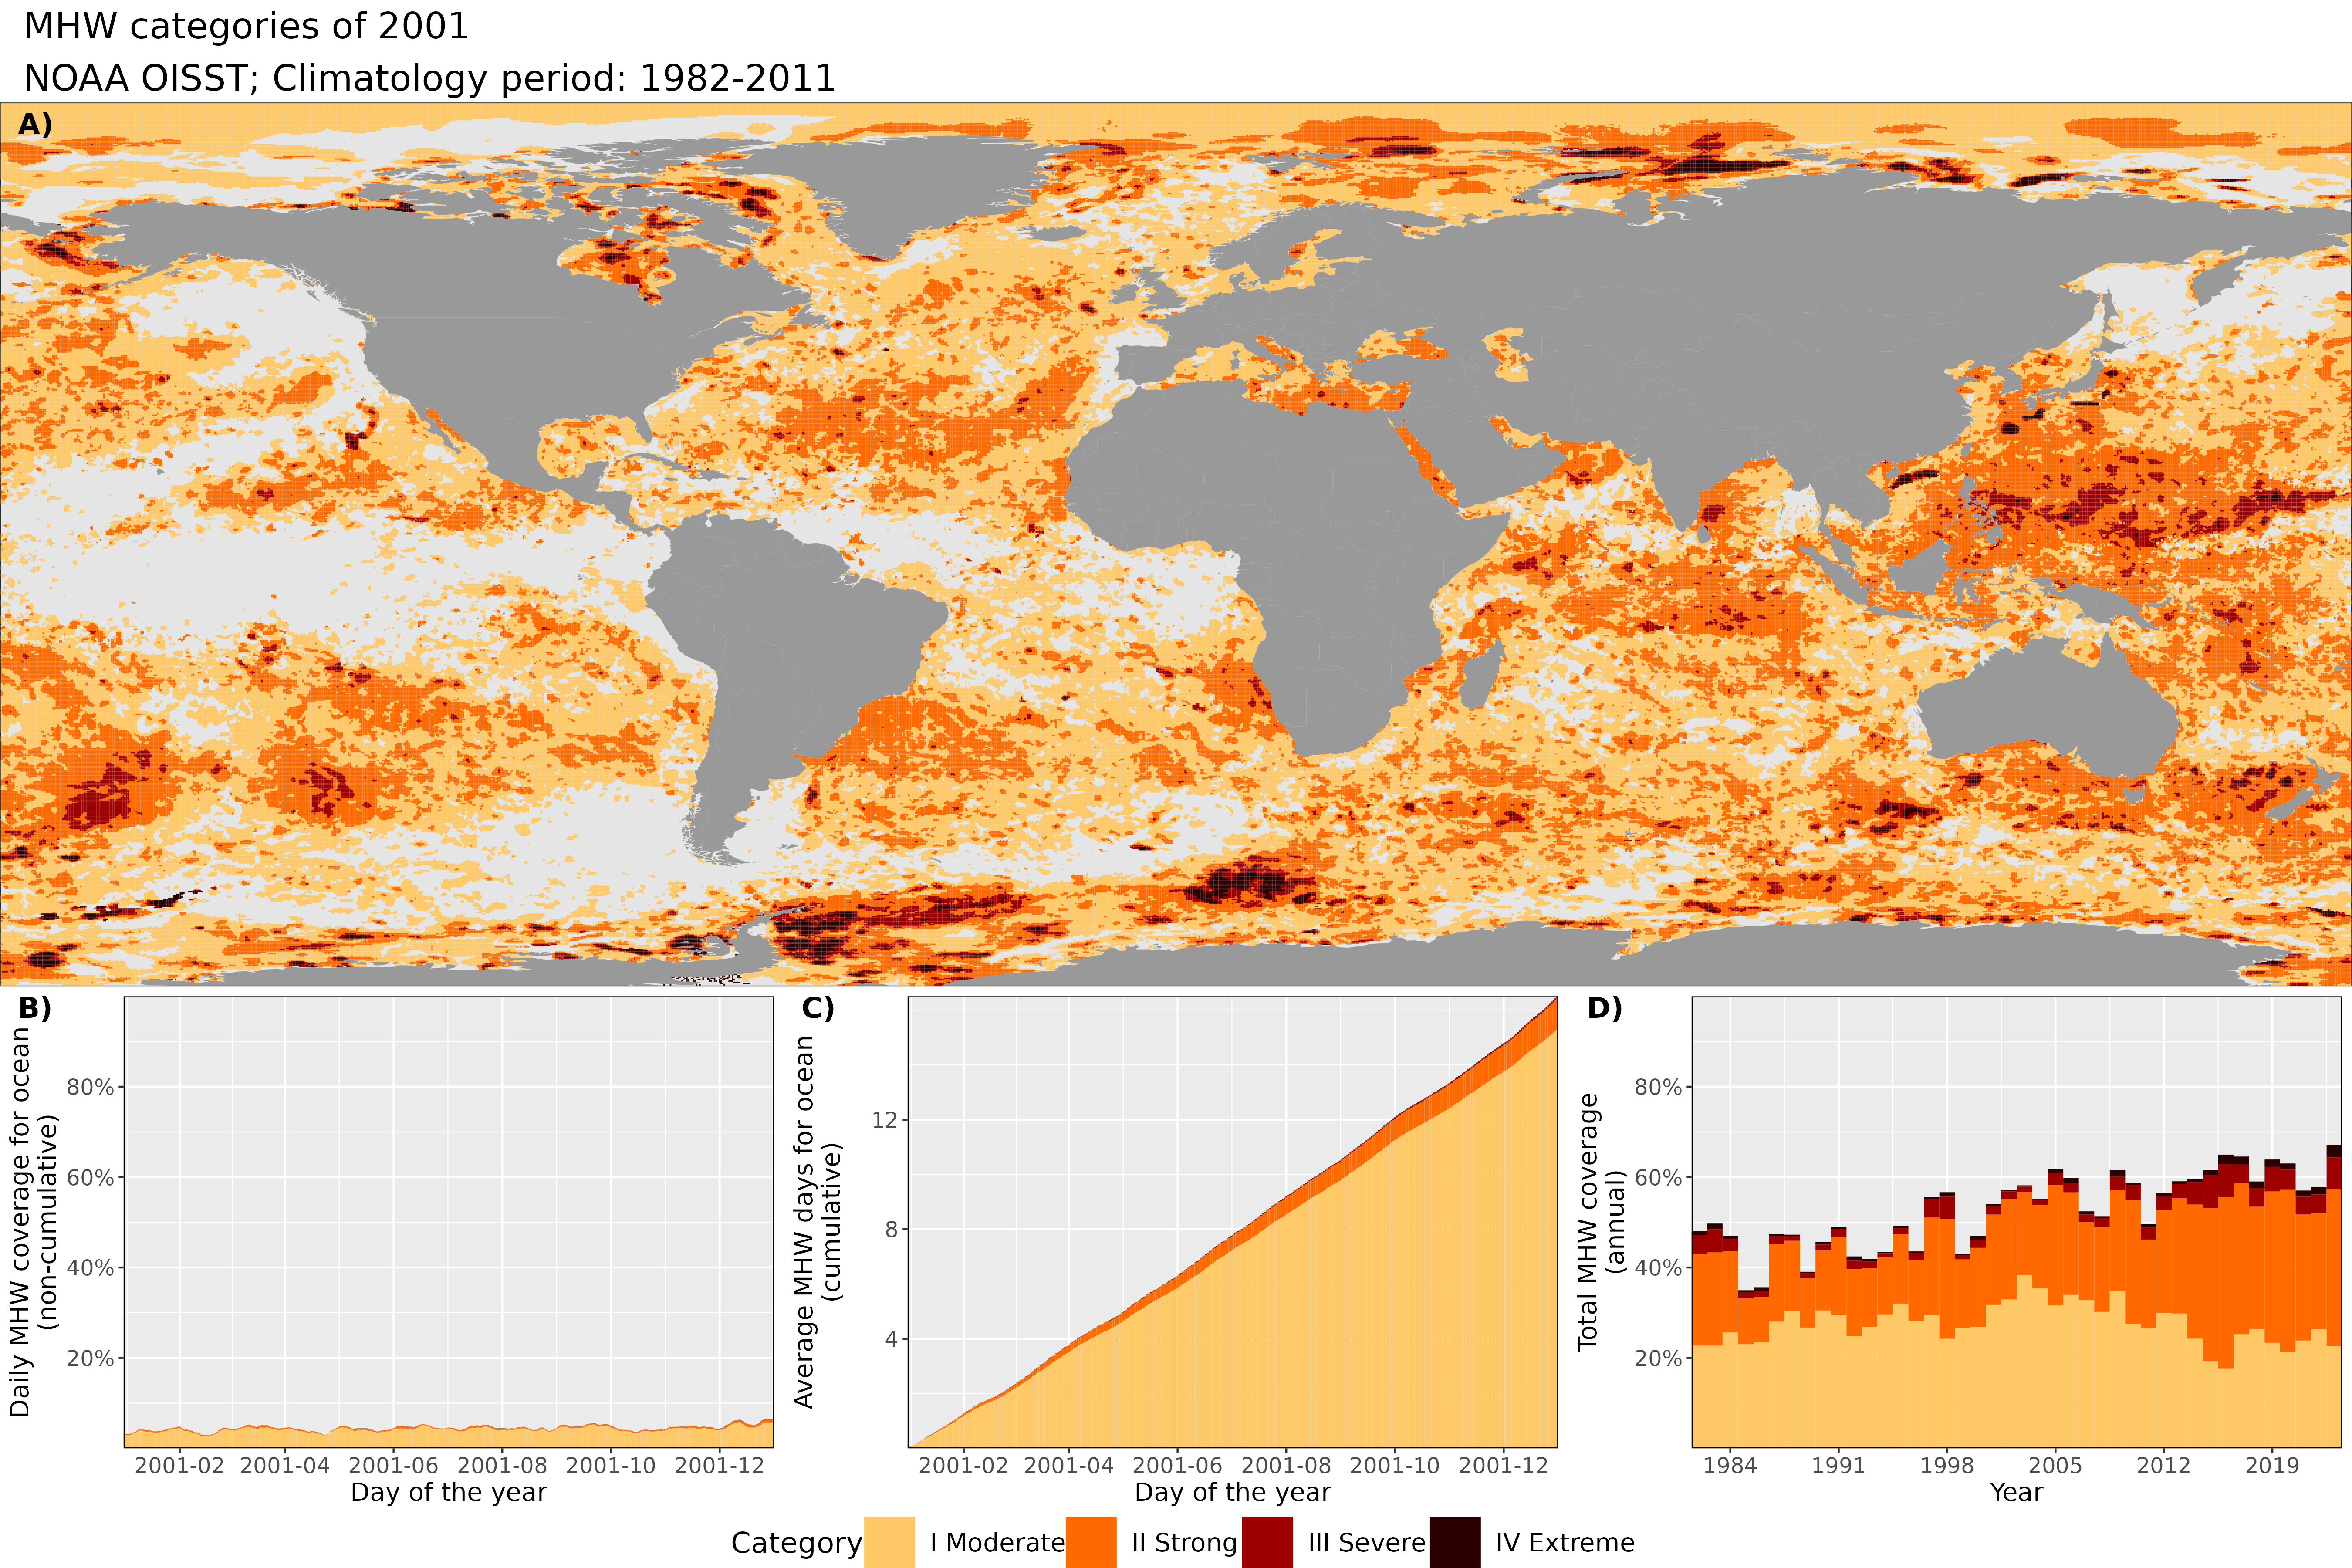 MHW categories of 2001
NOAA OISST; Climatology period: 1982-2011
A)
B)
Daily MHW coverage for ocean
(non-cumulative)
80%
60%
40%
20%
2001-02 2001-04 2001-06 2001-08 2001-10 2001-12
Day of the year
C)
Average MHW days for ocean
(cumulative)
12
8
4
2001-02 2001-04 2001-06 2001-08 2001-10 2001-12
Day of the year
D)
Total MHW coverage
(annual)
80%
60%
40%
20%
1984 1991 1998 2005 2012 2019
Year
Category I Moderate II Strong III Severe IV Extreme